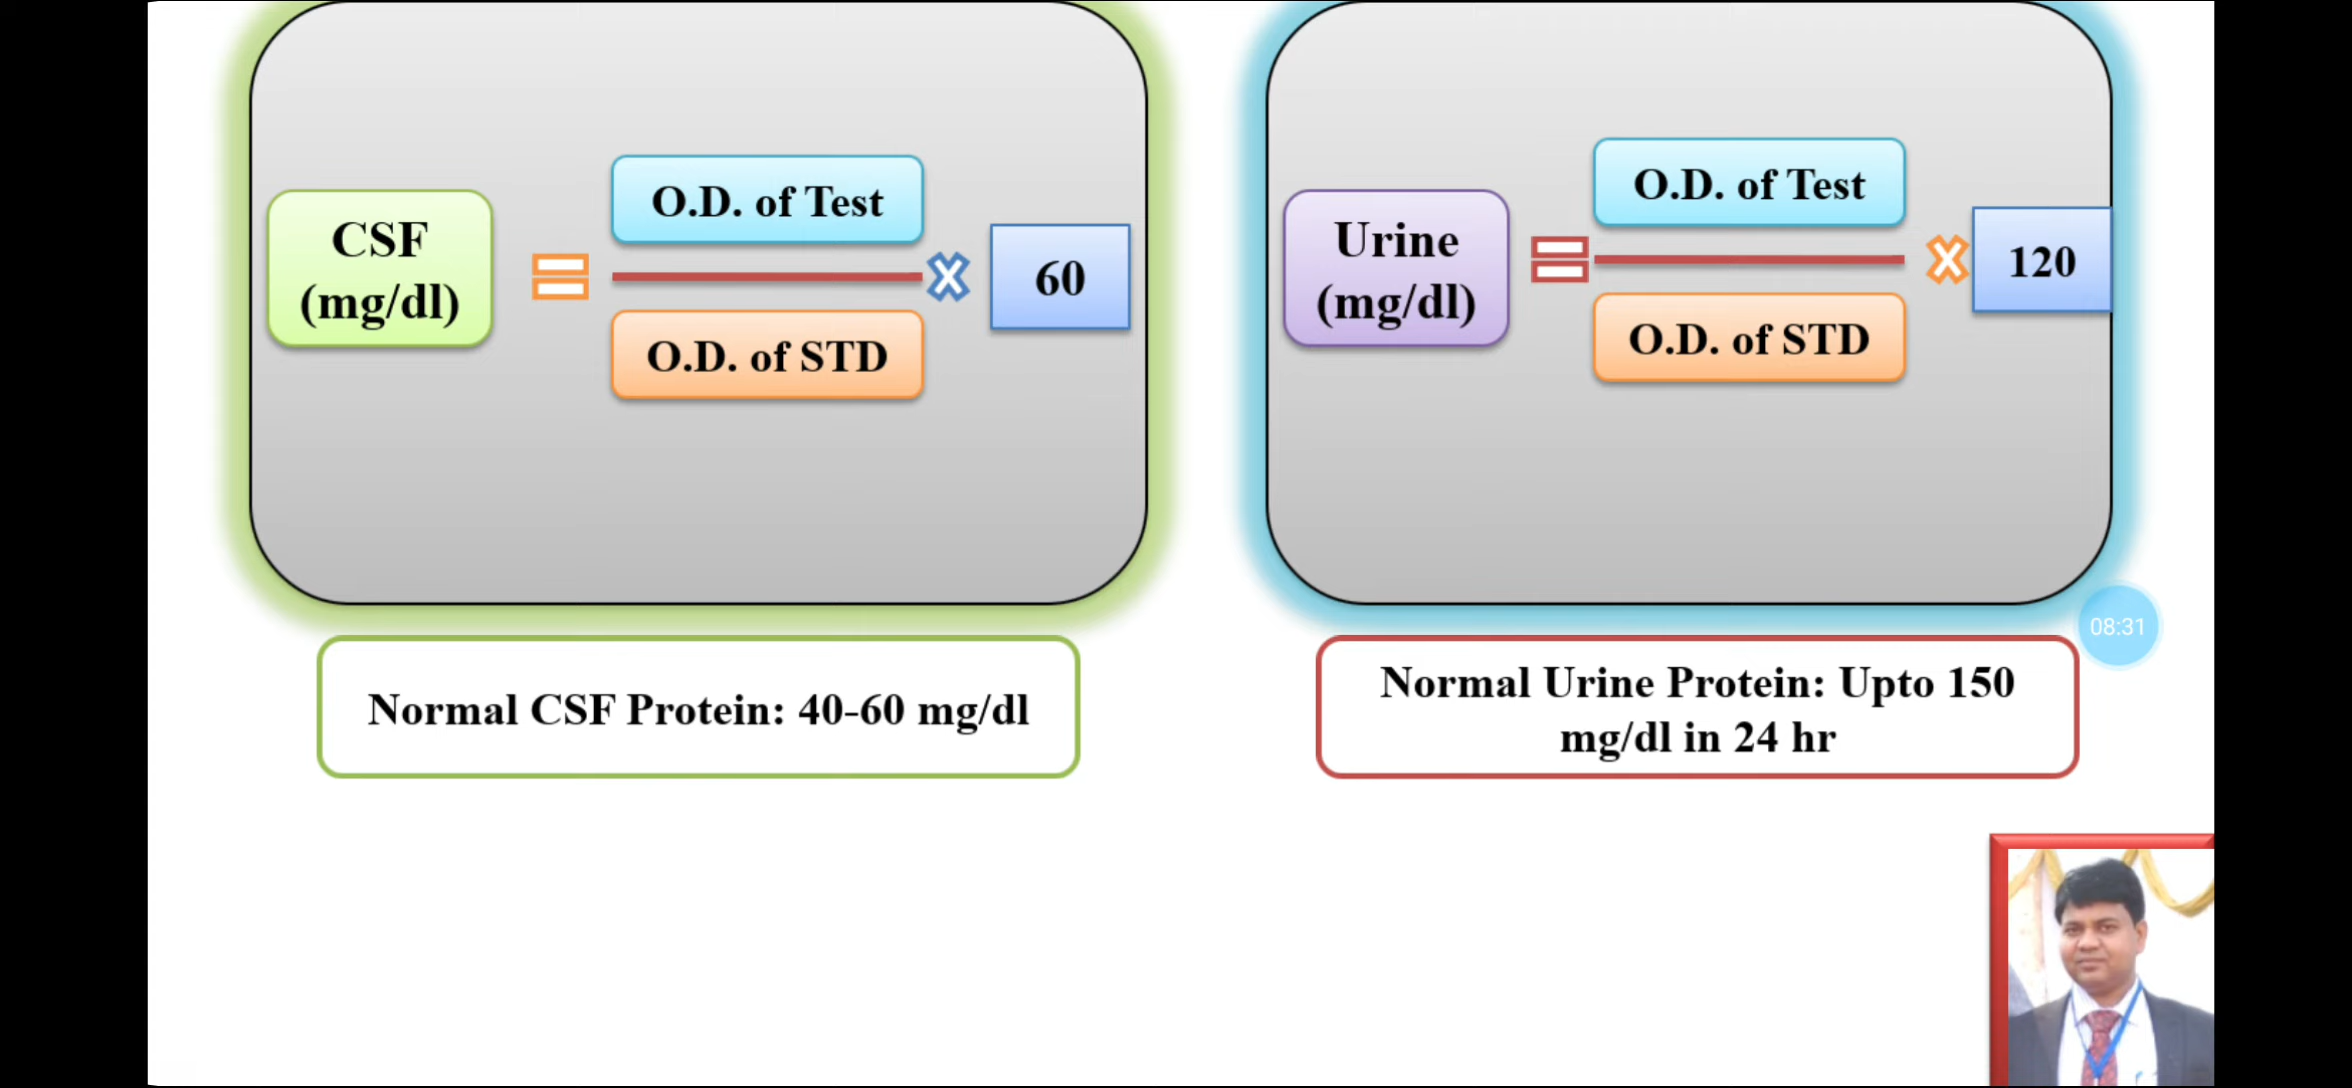 CSF
(mg/dl)
=
O.D. of Test
O.D. of STD
×
60
Urine
(mg/dl)
=
O.D. of Test
O.D. of STD
×
120
Normal CSF Protein: 40-60 mg/dl
Normal Urine Protein: Upto 150
mg/dl in 24 hr
08:31